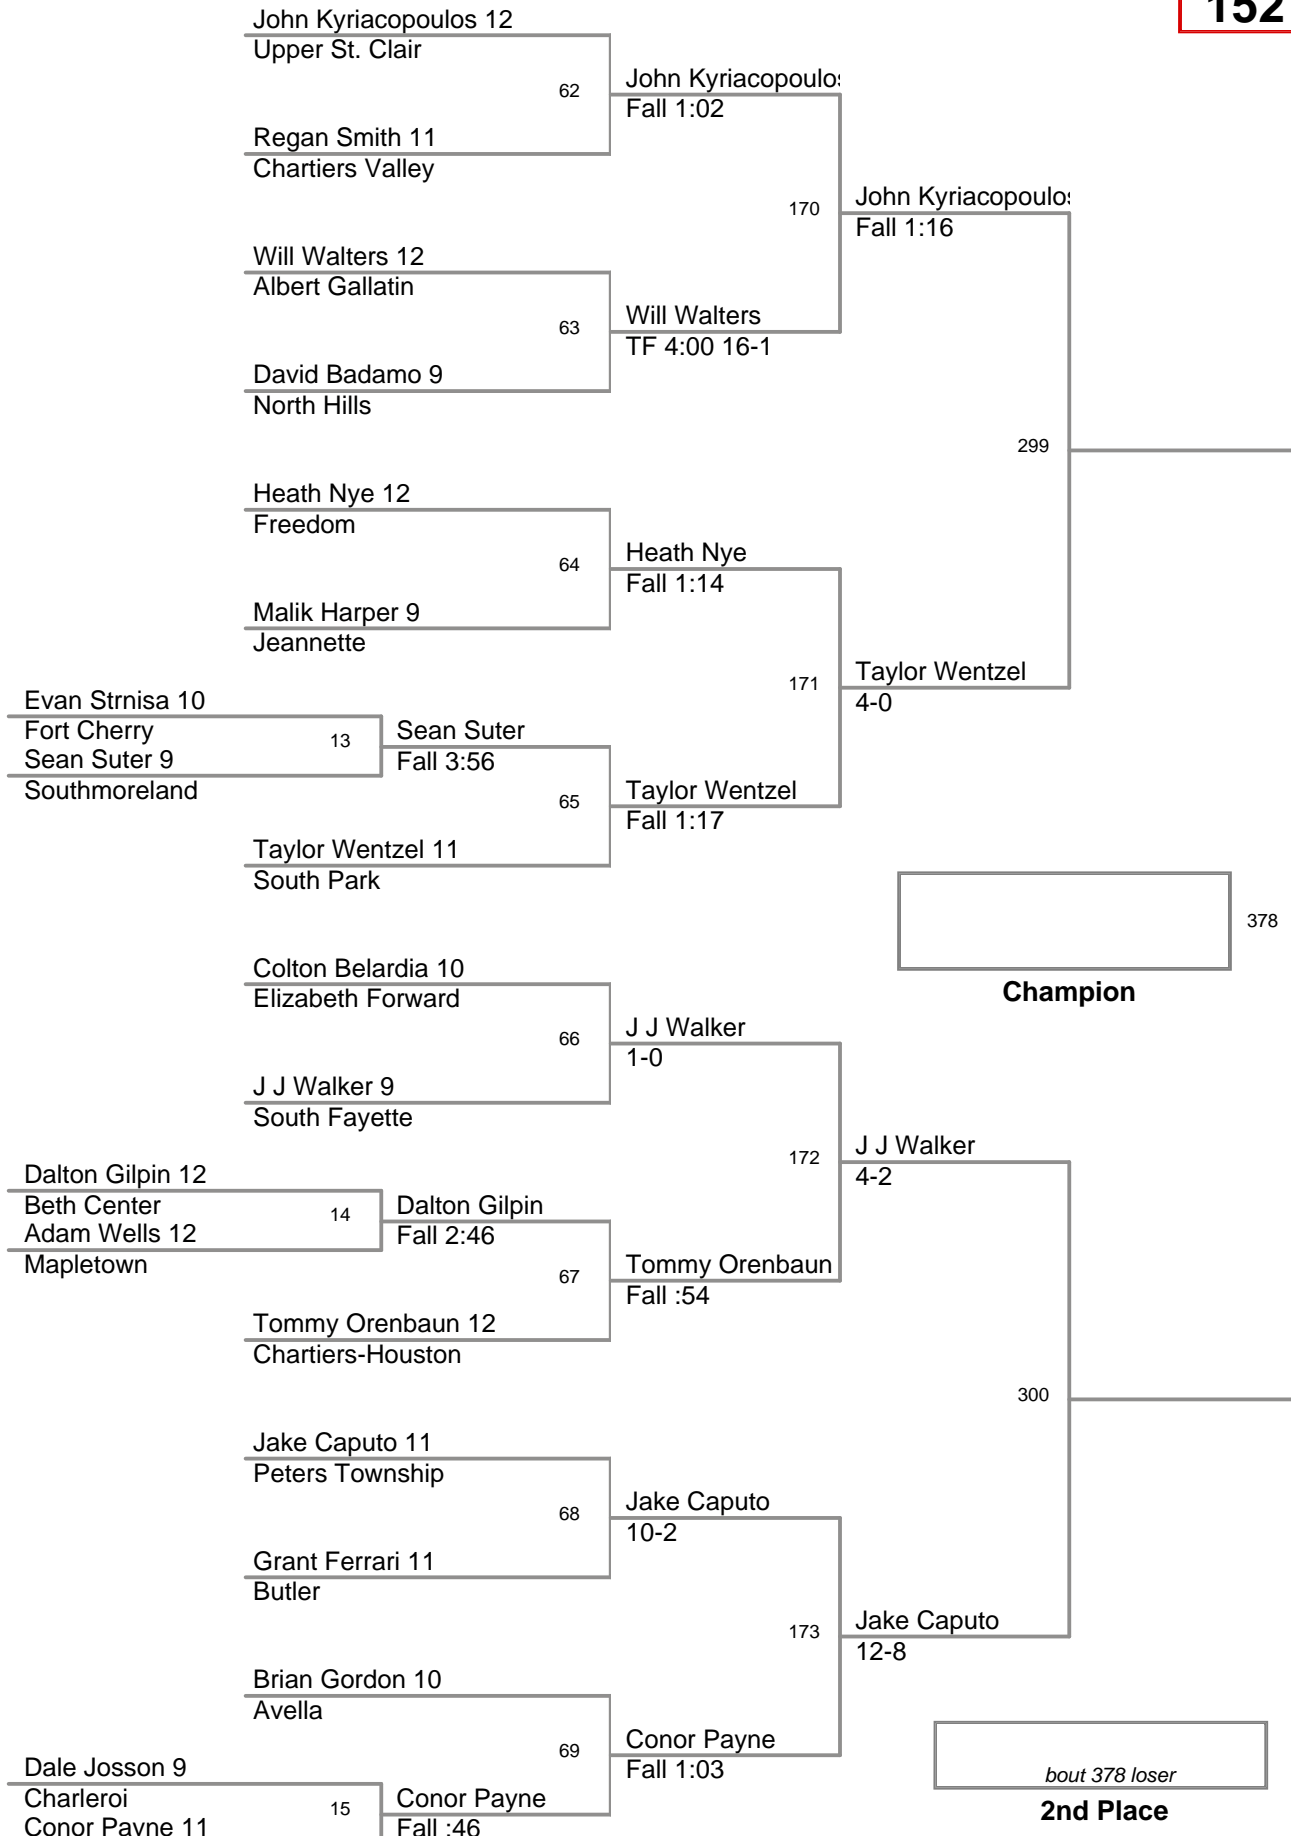 152
John Kyriacopoulos 12
Upper St. Clair
62
John Kyriacopoulos
Fall 1:02
Regan Smith 11
Chartiers Valley
170
John Kyriacopoulos
Fall 1:16
Will Walters 12
Albert Gallatin
63
Will Walters
TF 4:00 16-1
David Badamo 9
North Hills
299
Heath Nye 12
Freedom
64
Heath Nye
Fall 1:14
Malik Harper 9
Jeannette
171
Taylor Wentzel
4-0
Evan Strnisa 10
Fort Cherry
13
Sean Suter 9
Southmoreland
Sean Suter
Fall 3:56
65
Taylor Wentzel
Fall 1:17
Taylor Wentzel 11
South Park
378
Champion
Colton Belardia 10
Elizabeth Forward
66
J J Walker
1-0
J J Walker 9
South Fayette
172
J J Walker
4-2
Dalton Gilpin 12
Beth Center
14
Adam Wells 12
Mapletown
Dalton Gilpin
Fall 2:46
67
Tommy Orenbaun
Fall :54
Tommy Orenbaun 12
Chartiers-Houston
300
Jake Caputo 11
Peters Township
68
Jake Caputo
10-2
Grant Ferrari 11
Butler
173
Jake Caputo
12-8
Brian Gordon 10
Avella
69
Conor Payne
Fall 1:03
Dale Josson 9
Charleroi
15
Conor Payne 11
Conor Payne
Fall :46
bout 378 loser
2nd Place